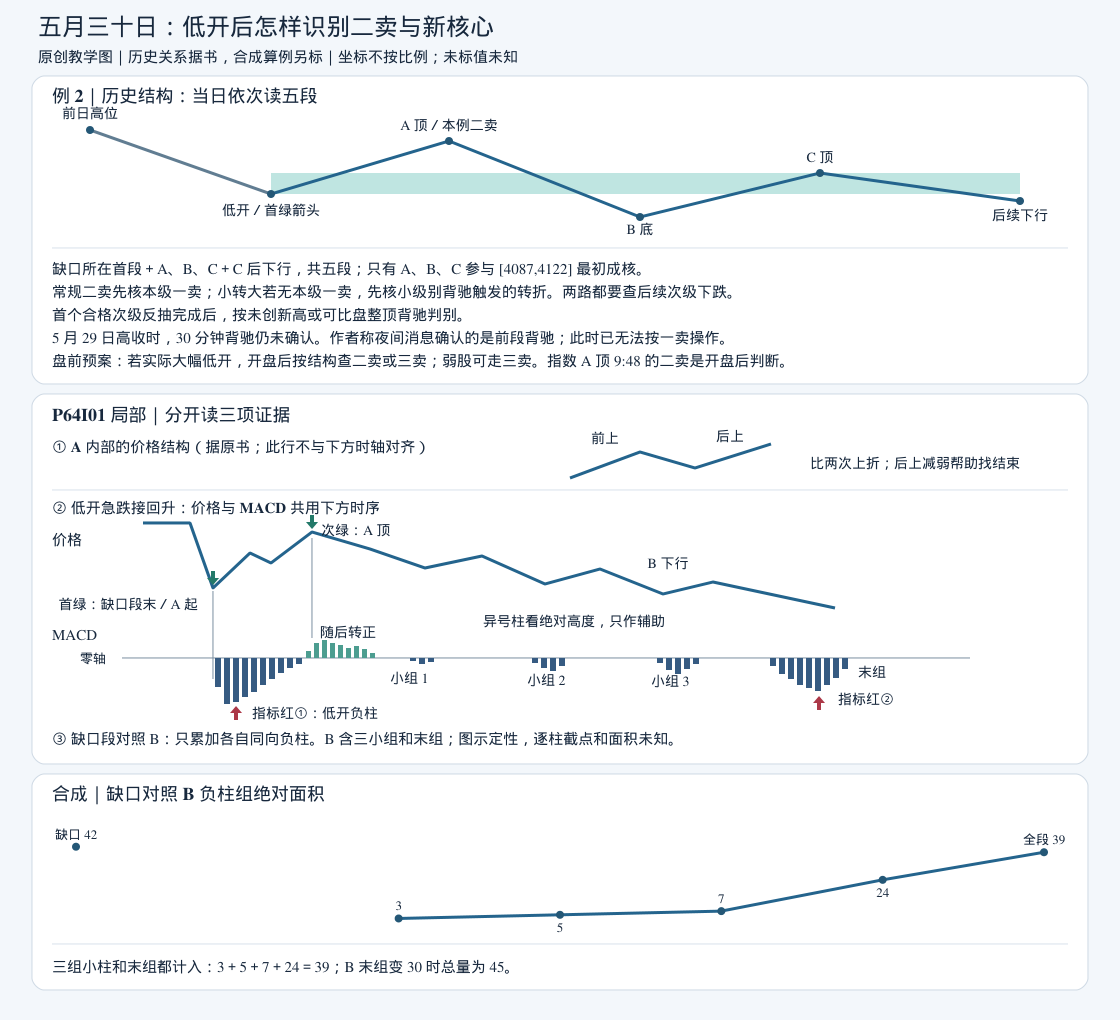 五月三十日：低开后怎样识别二卖与新核心
原创教学图｜历史关系据书，合成算例另标｜坐标不按比例；未标值未知
例 2｜历史结构：当日依次读五段
前日高位
A 顶 / 本例二卖
C 顶
低开 / 首绿箭头
B 底
后续下行
缺口所在首段 + A、B、C + C 后下行，共五段；只有 A、B、C 参与 [4087,4122] 最初成核。
常规二卖先核本级一卖；小转大若无本级一卖，先核小级别背驰触发的转折。两路都要查后续次级下跌。
首个合格次级反抽完成后，按未创新高或可比盘整顶背驰判别。
5 月 29 日高收时，30 分钟背驰仍未确认。作者称夜间消息确认的是前段背驰；此时已无法按一卖操作。
盘前预案：若实际大幅低开，开盘后按结构查二卖或三卖；弱股可走三卖。指数 A 顶 9:48 的二卖是开盘后判断。
P64I01 局部｜分开读三项证据
① A 内部的价格结构（据原书；此行不与下方时轴对齐）
前上
后上
比两次上折；后上减弱帮助找结束
② 低开急跌接回升：价格与 MACD 共用下方时序
价格
次绿：A 顶
B 下行
首绿：缺口段末 / A 起
异号柱看绝对高度，只作辅助
MACD
随后转正
零轴
小组 1
小组 2
小组 3
末组
指标红①：低开负柱
指标红②
③ 缺口段对照 B：只累加各自同向负柱。B 含三小组和末组；图示定性，逐柱截点和面积未知。
合成｜缺口对照 B 负柱组绝对面积
缺口 42
全段 39
3
5
7
24
三组小柱和末组都计入：3 + 5 + 7 + 24 = 39；B 末组变 30 时总量为 45。